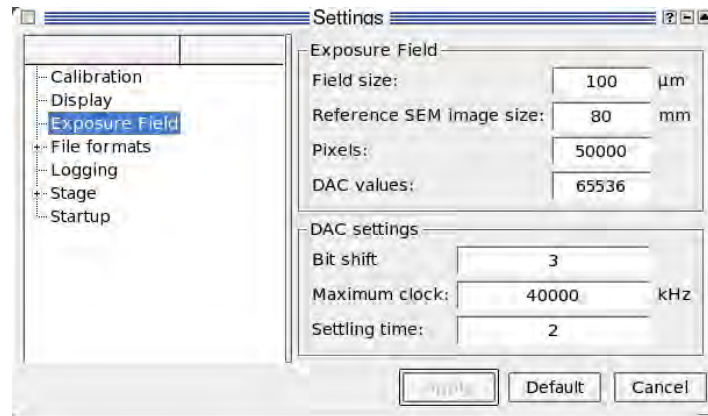 Settings
Calibration
Display
Exposure Field
File formats
Logging
Stage
Startup
Exposure Field
Field size: 100 µm
Reference SEM image size: 80 mm
Pixels: 50000
DAC values: 65536
DAC settings
Bit shift 3
Maximum clock: 40000 kHz
Settling time: 2
Default Cancel